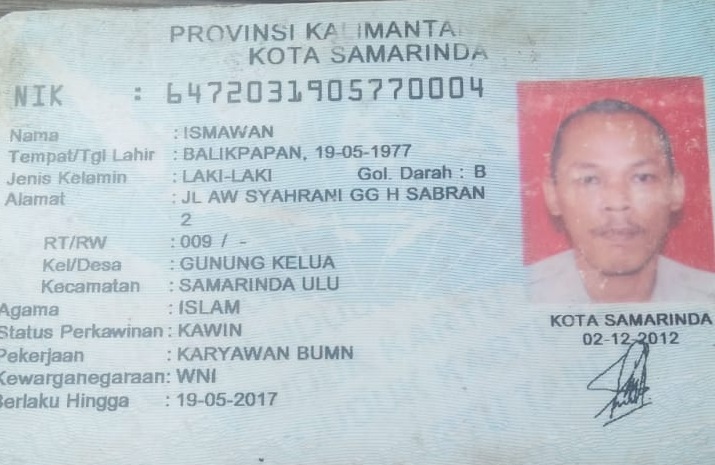 PROVINSI KALIMANTA
KOTA SAMARINDA
NIK : 6472031905770004
Nama : ISMAWAN
Tempat/Tgl Lahir : BALIKPAPAN, 19-05-1977
Jenis Kelamin : LAKI-LAKI Gol. Darah : B
Alamat : JL AW SYAHRANI GG H SABRAN
2
RT/RW : 009 / -
Kel/Desa : GUNUNG KELUA
Kecamatan : SAMARINDA ULU
Agama : ISLAM
Status Perkawinan : KAWIN
Pekerjaan : KARYAWAN BUMN
Kewarganegaraan : WNI
Berlaku Hingga : 19-05-2017
KOTA SAMARINDA
02-12-2012